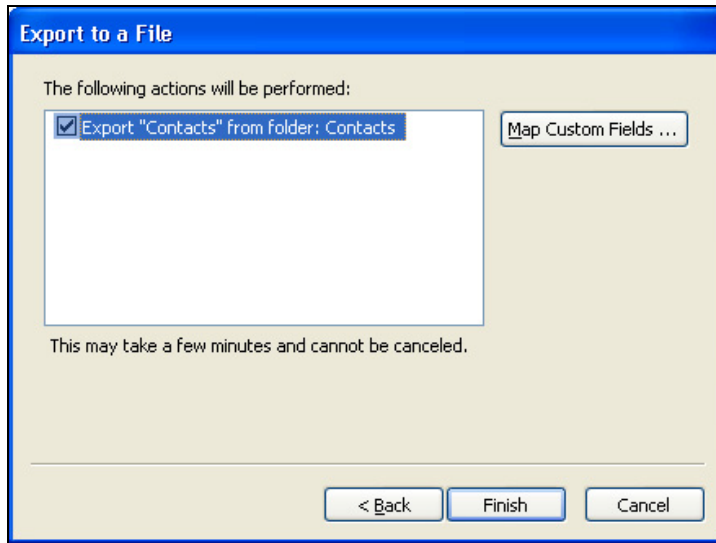 Export to a File
The following actions will be performed:
Export "Contacts" from folder: Contacts
Map Custom Fields ...
This may take a few minutes and cannot be canceled.
< Back
Finish
Cancel